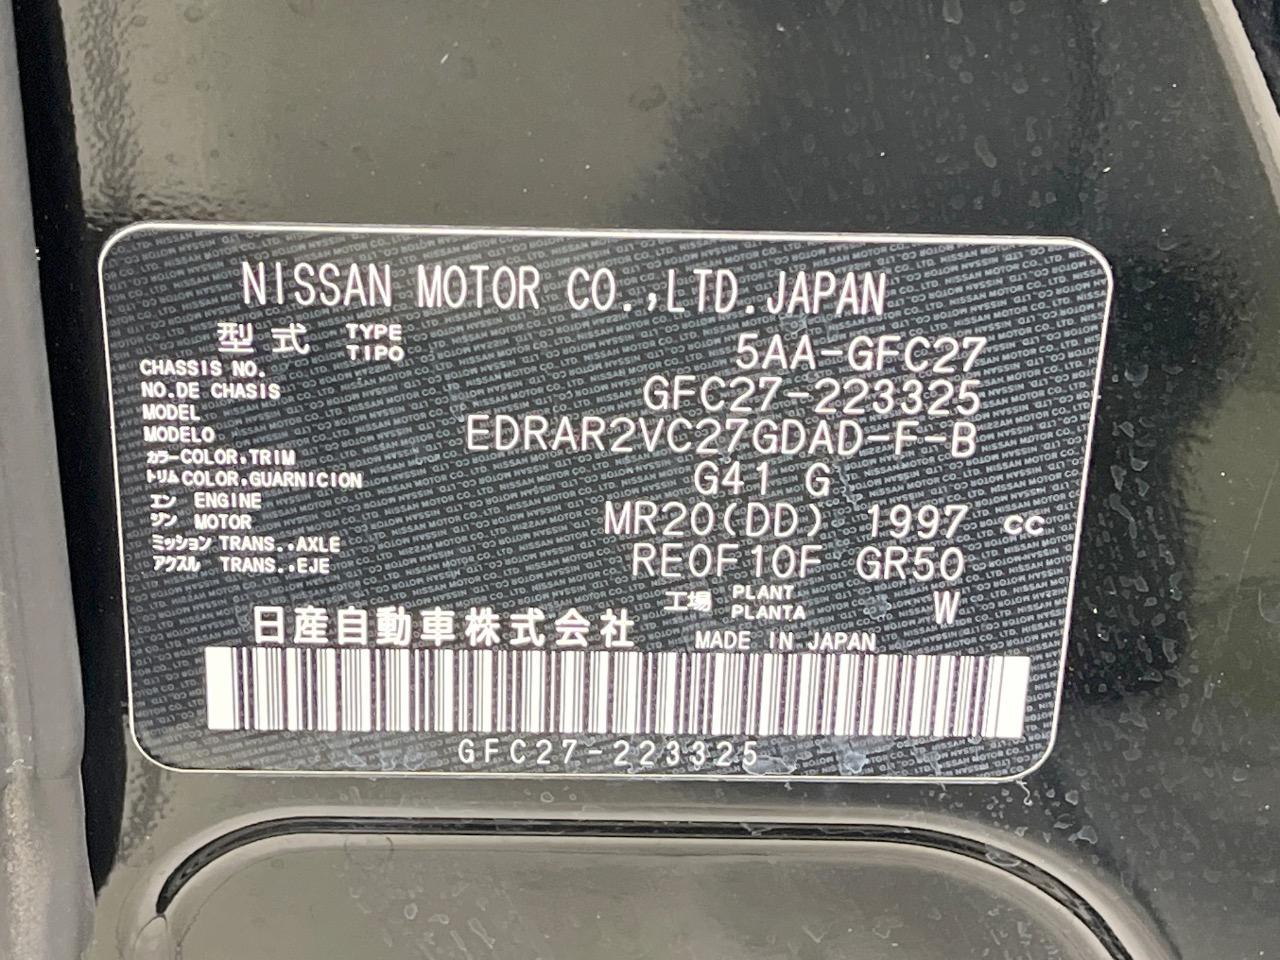 NISSAN MOTOR CO.,LTD.JAPAN
型式 TYPE TIPO 5AA-GFC27
CHASSIS NO.
NO.DE CHASIS GFC27-223325
MODEL
MODELO EDRAR2VC27GDAD-F-B
カラー COLOR,TRIM
トリム COLOR,GUARNICION G41 G
エン ENGINE
ジン MOTOR MR20(DD) 1997 cc
ミッション TRANS.,AXLE
アクスル TRANS.,EJE RE0F10F GR50
工場 PLANT PLANTA W
日産自動車株式会社 MADE IN JAPAN
GFC27-223325